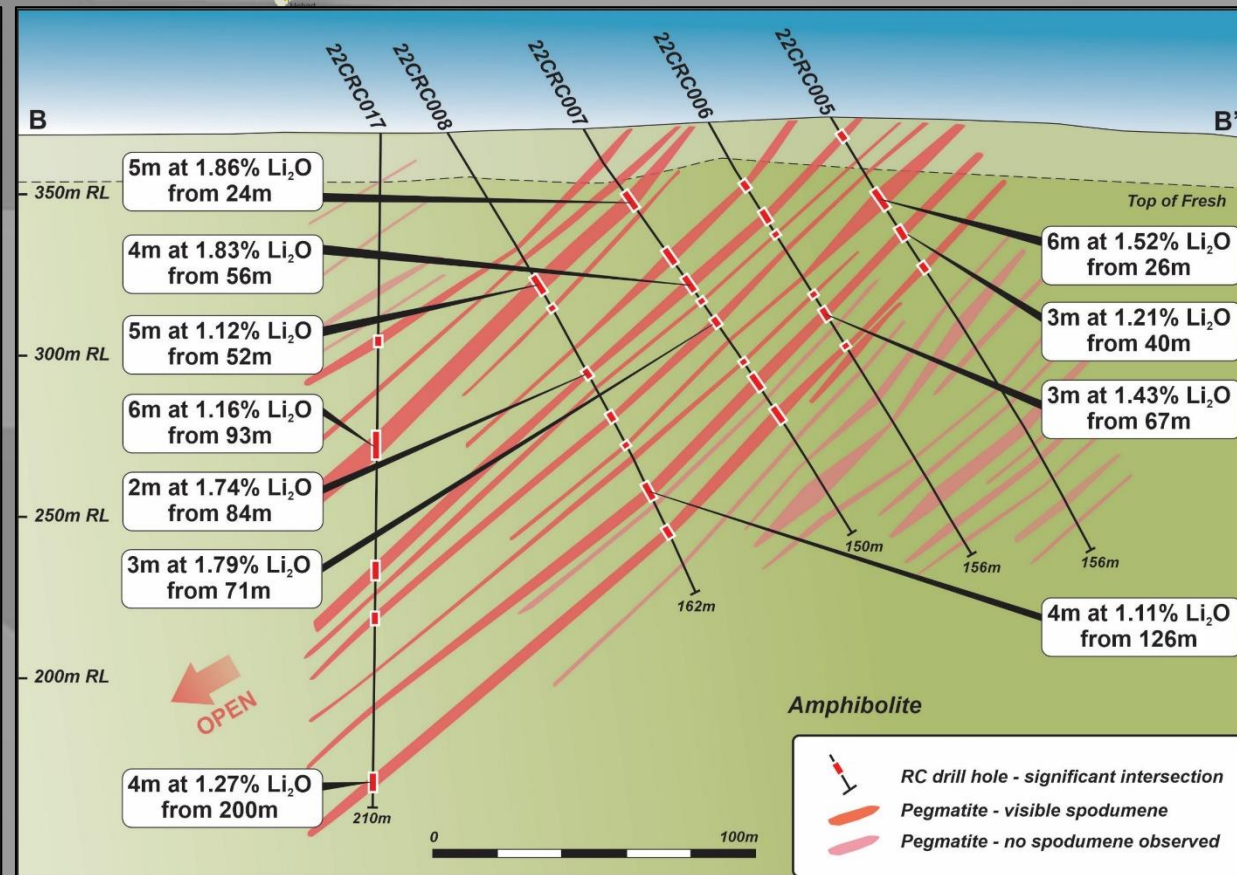 22CRC017
22CRC008
22CRC007
22CRC006
22CRC005
B
B'
5m at 1.86% Li₂O
from 24m
350m RL
Top of Fresh
4m at 1.83% Li₂O
from 56m
6m at 1.52% Li₂O
from 26m
5m at 1.12% Li₂O
from 52m
3m at 1.21% Li₂O
from 40m
300m RL
6m at 1.16% Li₂O
from 93m
3m at 1.43% Li₂O
from 67m
2m at 1.74% Li₂O
from 84m
250m RL
150m
156m
156m
3m at 1.79% Li₂O
from 71m
162m
4m at 1.11% Li₂O
from 126m
200m RL
OPEN
Amphibolite
4m at 1.27% Li₂O
from 200m
210m
0
100m
RC drill hole - significant intersection
Pegmatite - visible spodumene
Pegmatite - no spodumene observed